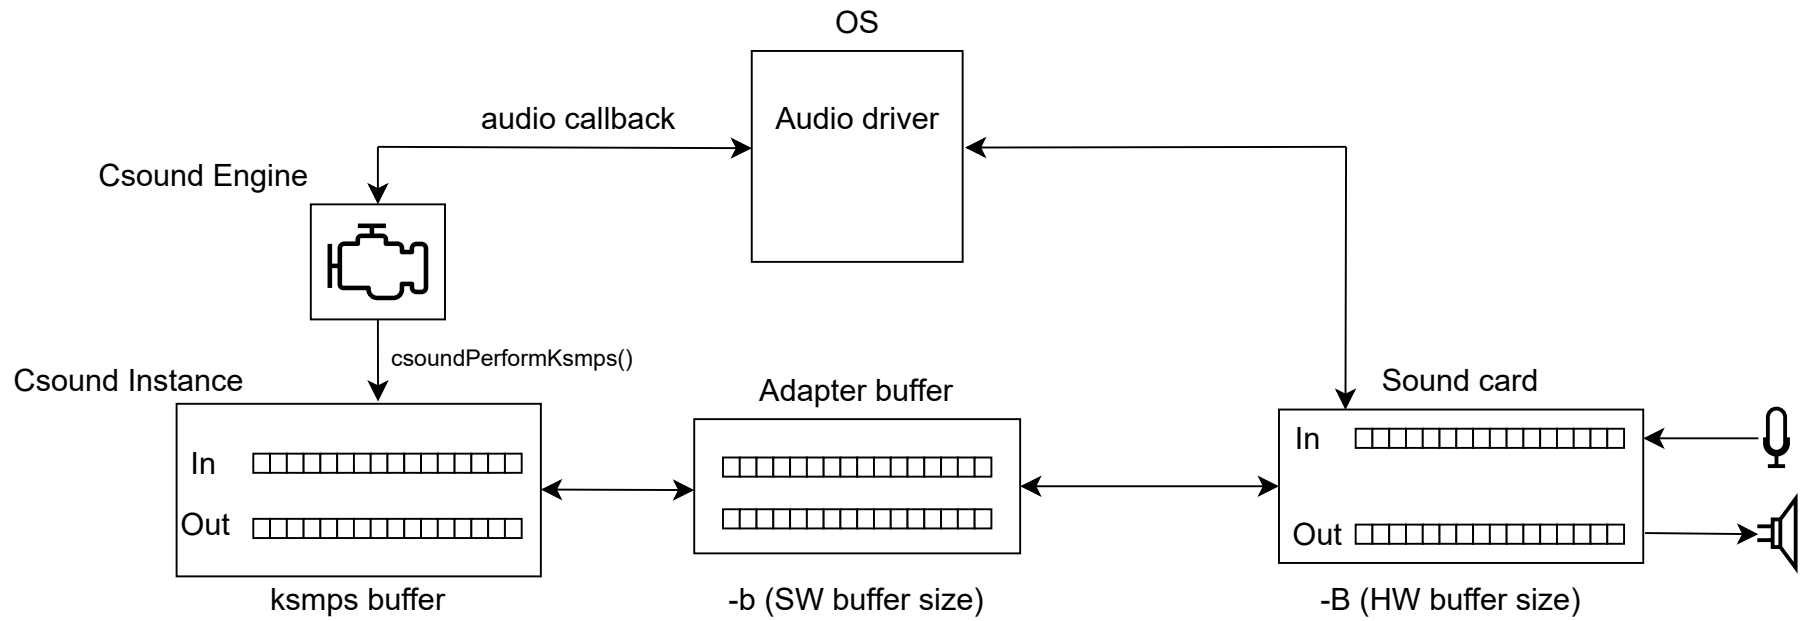 OS
audio callback
Audio driver
Csound Engine
csoundPerformKsmps()
Csound Instance
Adapter buffer
Sound card
In
Out
In
Out
ksmps buffer
-b (SW buffer size)
-B (HW buffer size)